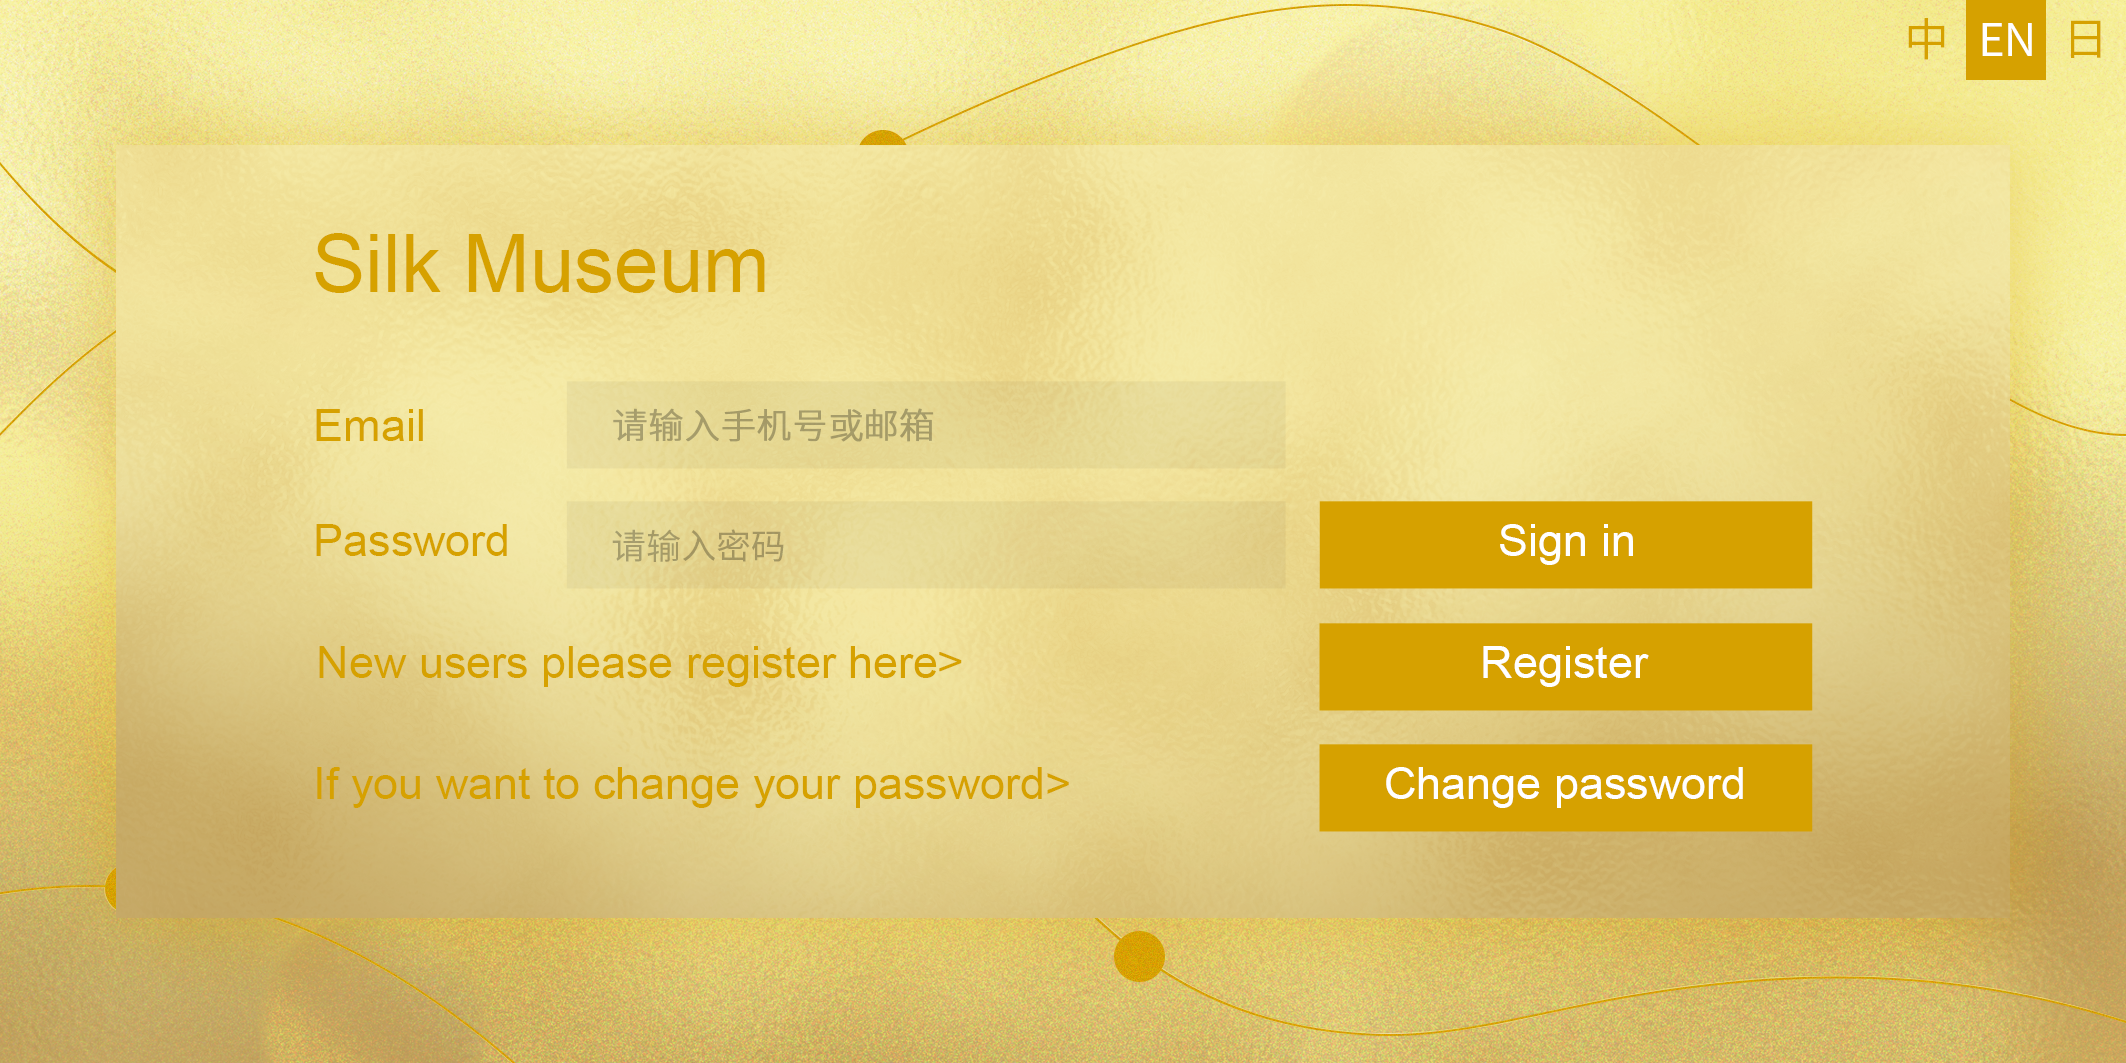 中 EN 日
Silk Museum
Email 请输入手机号或邮箱
Password 请输入密码 Sign in
New users please register here> Register
If you want to change your password> Change password